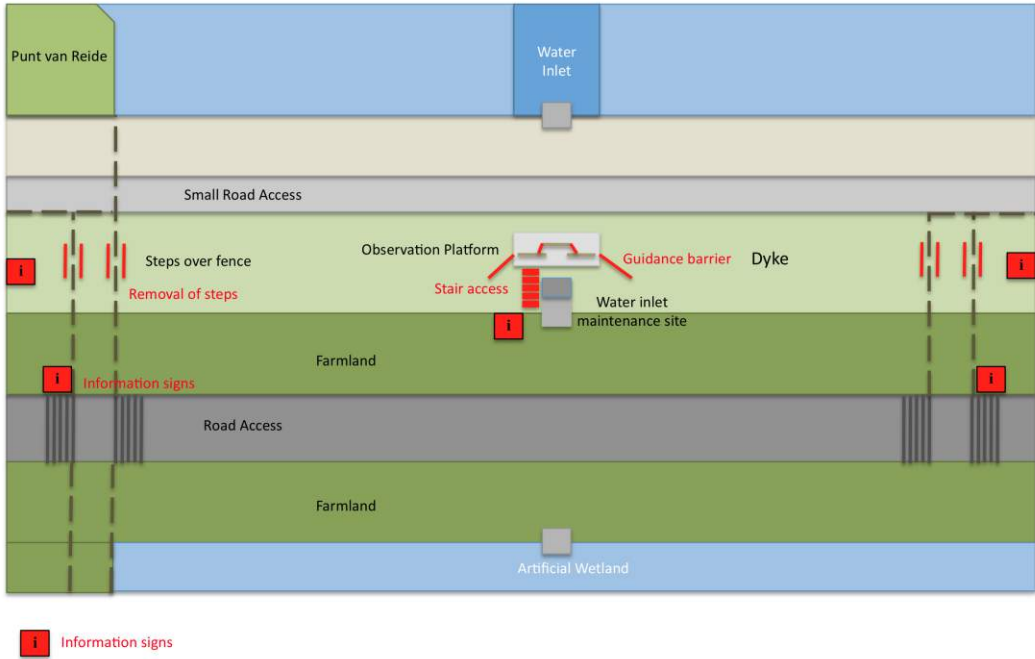 Punt van Reide
Water
Inlet
Small Road Access
Observation Platform
Guidance barrier
Dyke
i
Steps over fence
i
Removal of steps
Stair access
Water inlet
maintenance site
i
Farmland
i
Information signs
i
Road Access
Farmland
Artificial Wetland
i
Information signs